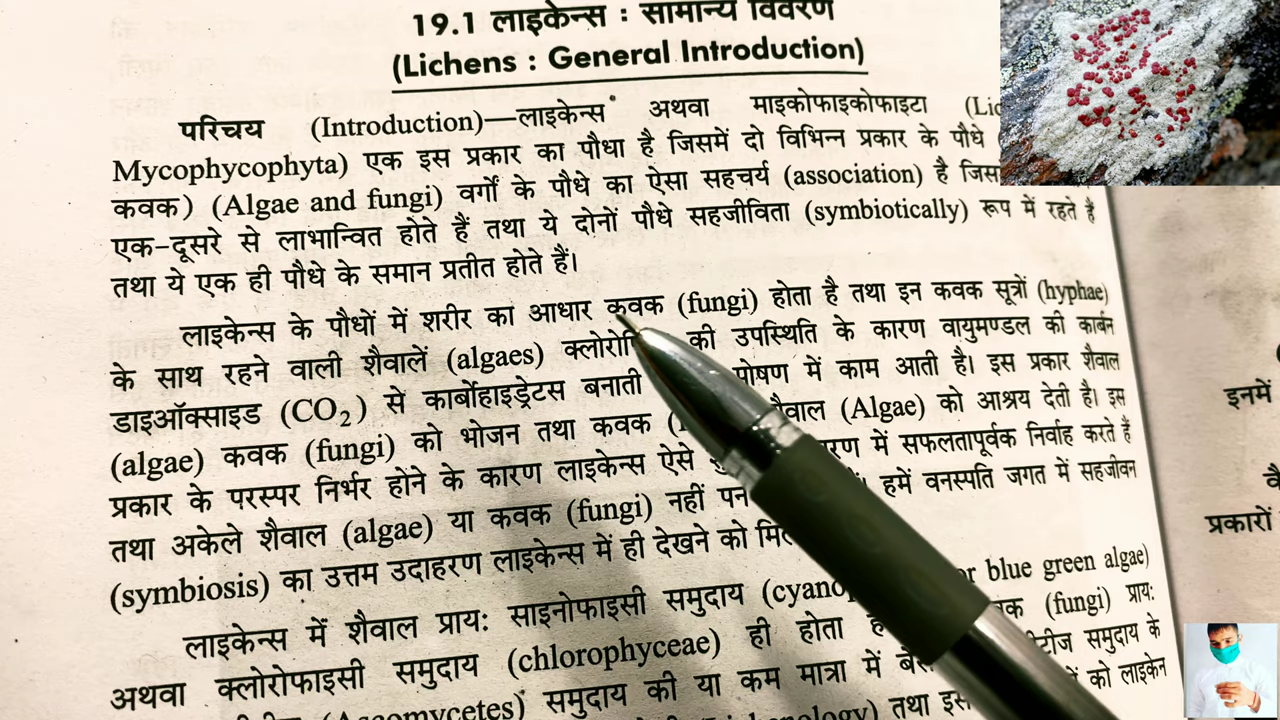 19.1 लाइकेन्स : सामान्य विवरण
(Lichens : General Introduction)
परिचय (Introduction)—लाइकेन्स अथवा माइकोफाइकोफाइटा
Mycophycophyta) एक इस प्रकार का पौधा है जिसमें दो विभिन्न प्रकार के पौधे
कवक) (Algae and fungi) वर्गों के पौधे का ऐसा सहचर्य (association) है
एक-दूसरे से लाभान्वित होते हैं तथा ये दोनों पौधे सहजीविता (symbiotically) रूप में रहते हैं
तथा ये एक ही पौधे के समान प्रतीत होते हैं।
लाइकेन्स के पौधों में शरीर का आधार कवक (fungi) होता है तथा इन कवक सूत्रों (hyphae)
के साथ रहने वाली शैवालें (algaes) की उपस्थिति के कारण वायुमण्डल की कार्बन
डाइऑक्साइड (CO₂) से कार्बोहाइड्रेटस बनाती पोषण में काम आती है। इस प्रकार शैवाल
(algae) कवक (fungi) को भोजन तथा कवक (Algae) को आश्रय देती है। इस
प्रकार के परस्पर निर्भर होने के कारण लाइकेन्स ऐसे में सफलतापूर्वक निर्वाह करते हैं
तथा अकेले शैवाल (algae) या कवक (fungi) नहीं हमें वनस्पति जगत में सहजीवन
(symbiosis) का उत्तम उदाहरण लाइकेन्स में ही देखने को
लाइकेन्स में शैवाल प्राय: साइनोफाइसी समुदाय blue green algae)
अथवा क्लोरोफाइसी समुदाय (chlorophyceae) ही होता (fungi) प्राय:
(Ascomycetes) समुदाय की या कम मात्रा में समुदाय के
तथा को लाइकेन
इनमें
प्रकारों